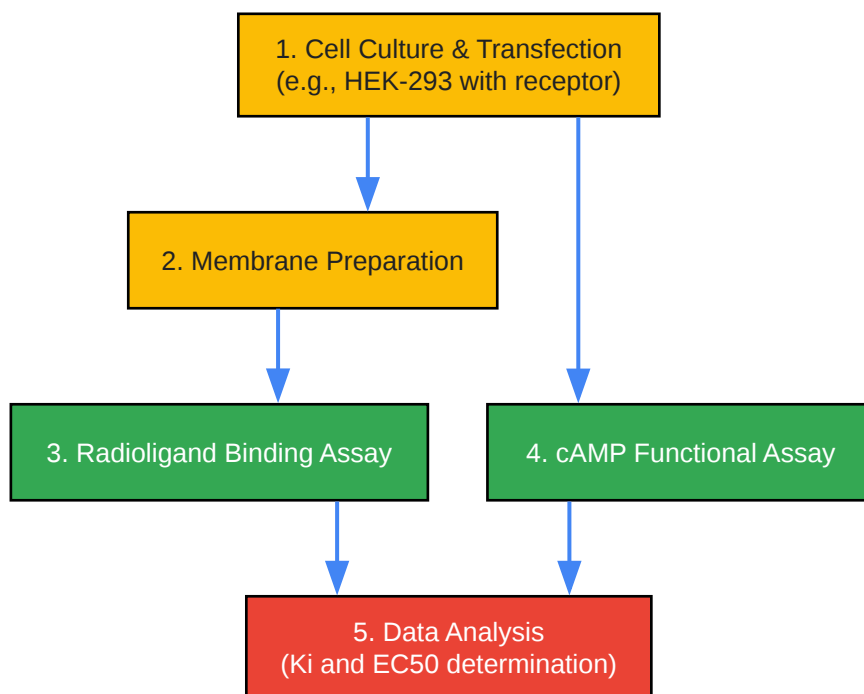 1. Cell Culture & Transfection
(e.g., HEK-293 with receptor)
2. Membrane Preparation
3. Radioligand Binding Assay
4. cAMP Functional Assay
5. Data Analysis
(Ki and EC50 determination)